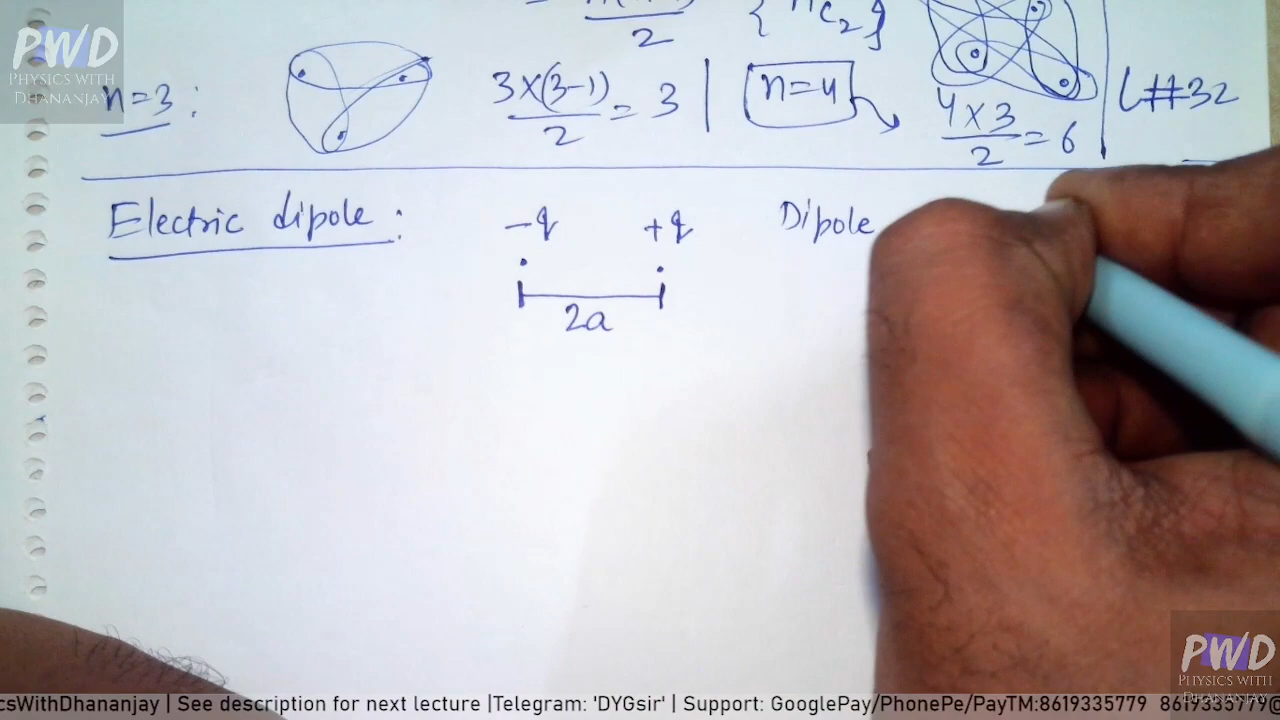 PWD
PHYSICS WITH
DHANANJAY
2 { nC2 }
n=3 : 3×(3-1)/2 = 3 | n=4 4×3/2 = 6 L##32
Electric dipole : -q +q Dipole
2a
PWD
PHYSICS WITH
DHANANJAY
csWithDhananjay | See description for next lecture |Telegram: 'DYGsir' | Support: GooglePay/PhonePe/PayTM:8619335779 8619335779@